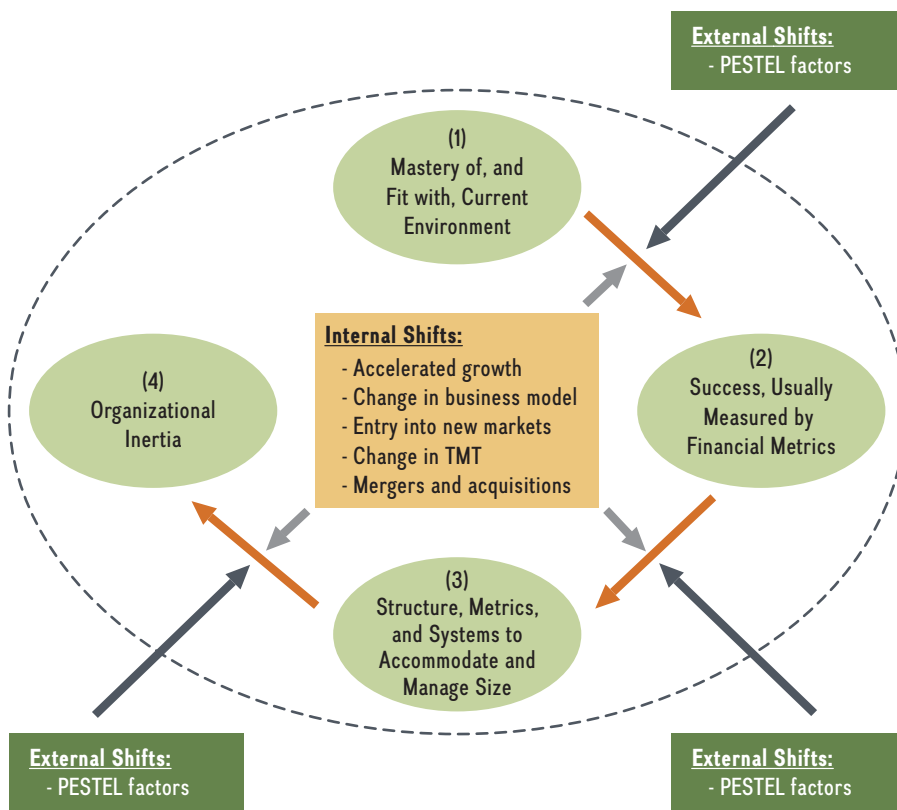 External Shifts:
- PESTEL factors
(1)
Mastery of, and
Fit with, Current
Environment
Internal Shifts:
- Accelerated growth
- Change in business model
- Entry into new markets
- Change in TMT
- Mergers and acquisitions
(2)
Success, Usually
Measured by
Financial Metrics
(4)
Organizational
Inertia
(3)
Structure, Metrics,
and Systems to
Accommodate and
Manage Size
External Shifts:
- PESTEL factors
External Shifts:
- PESTEL factors